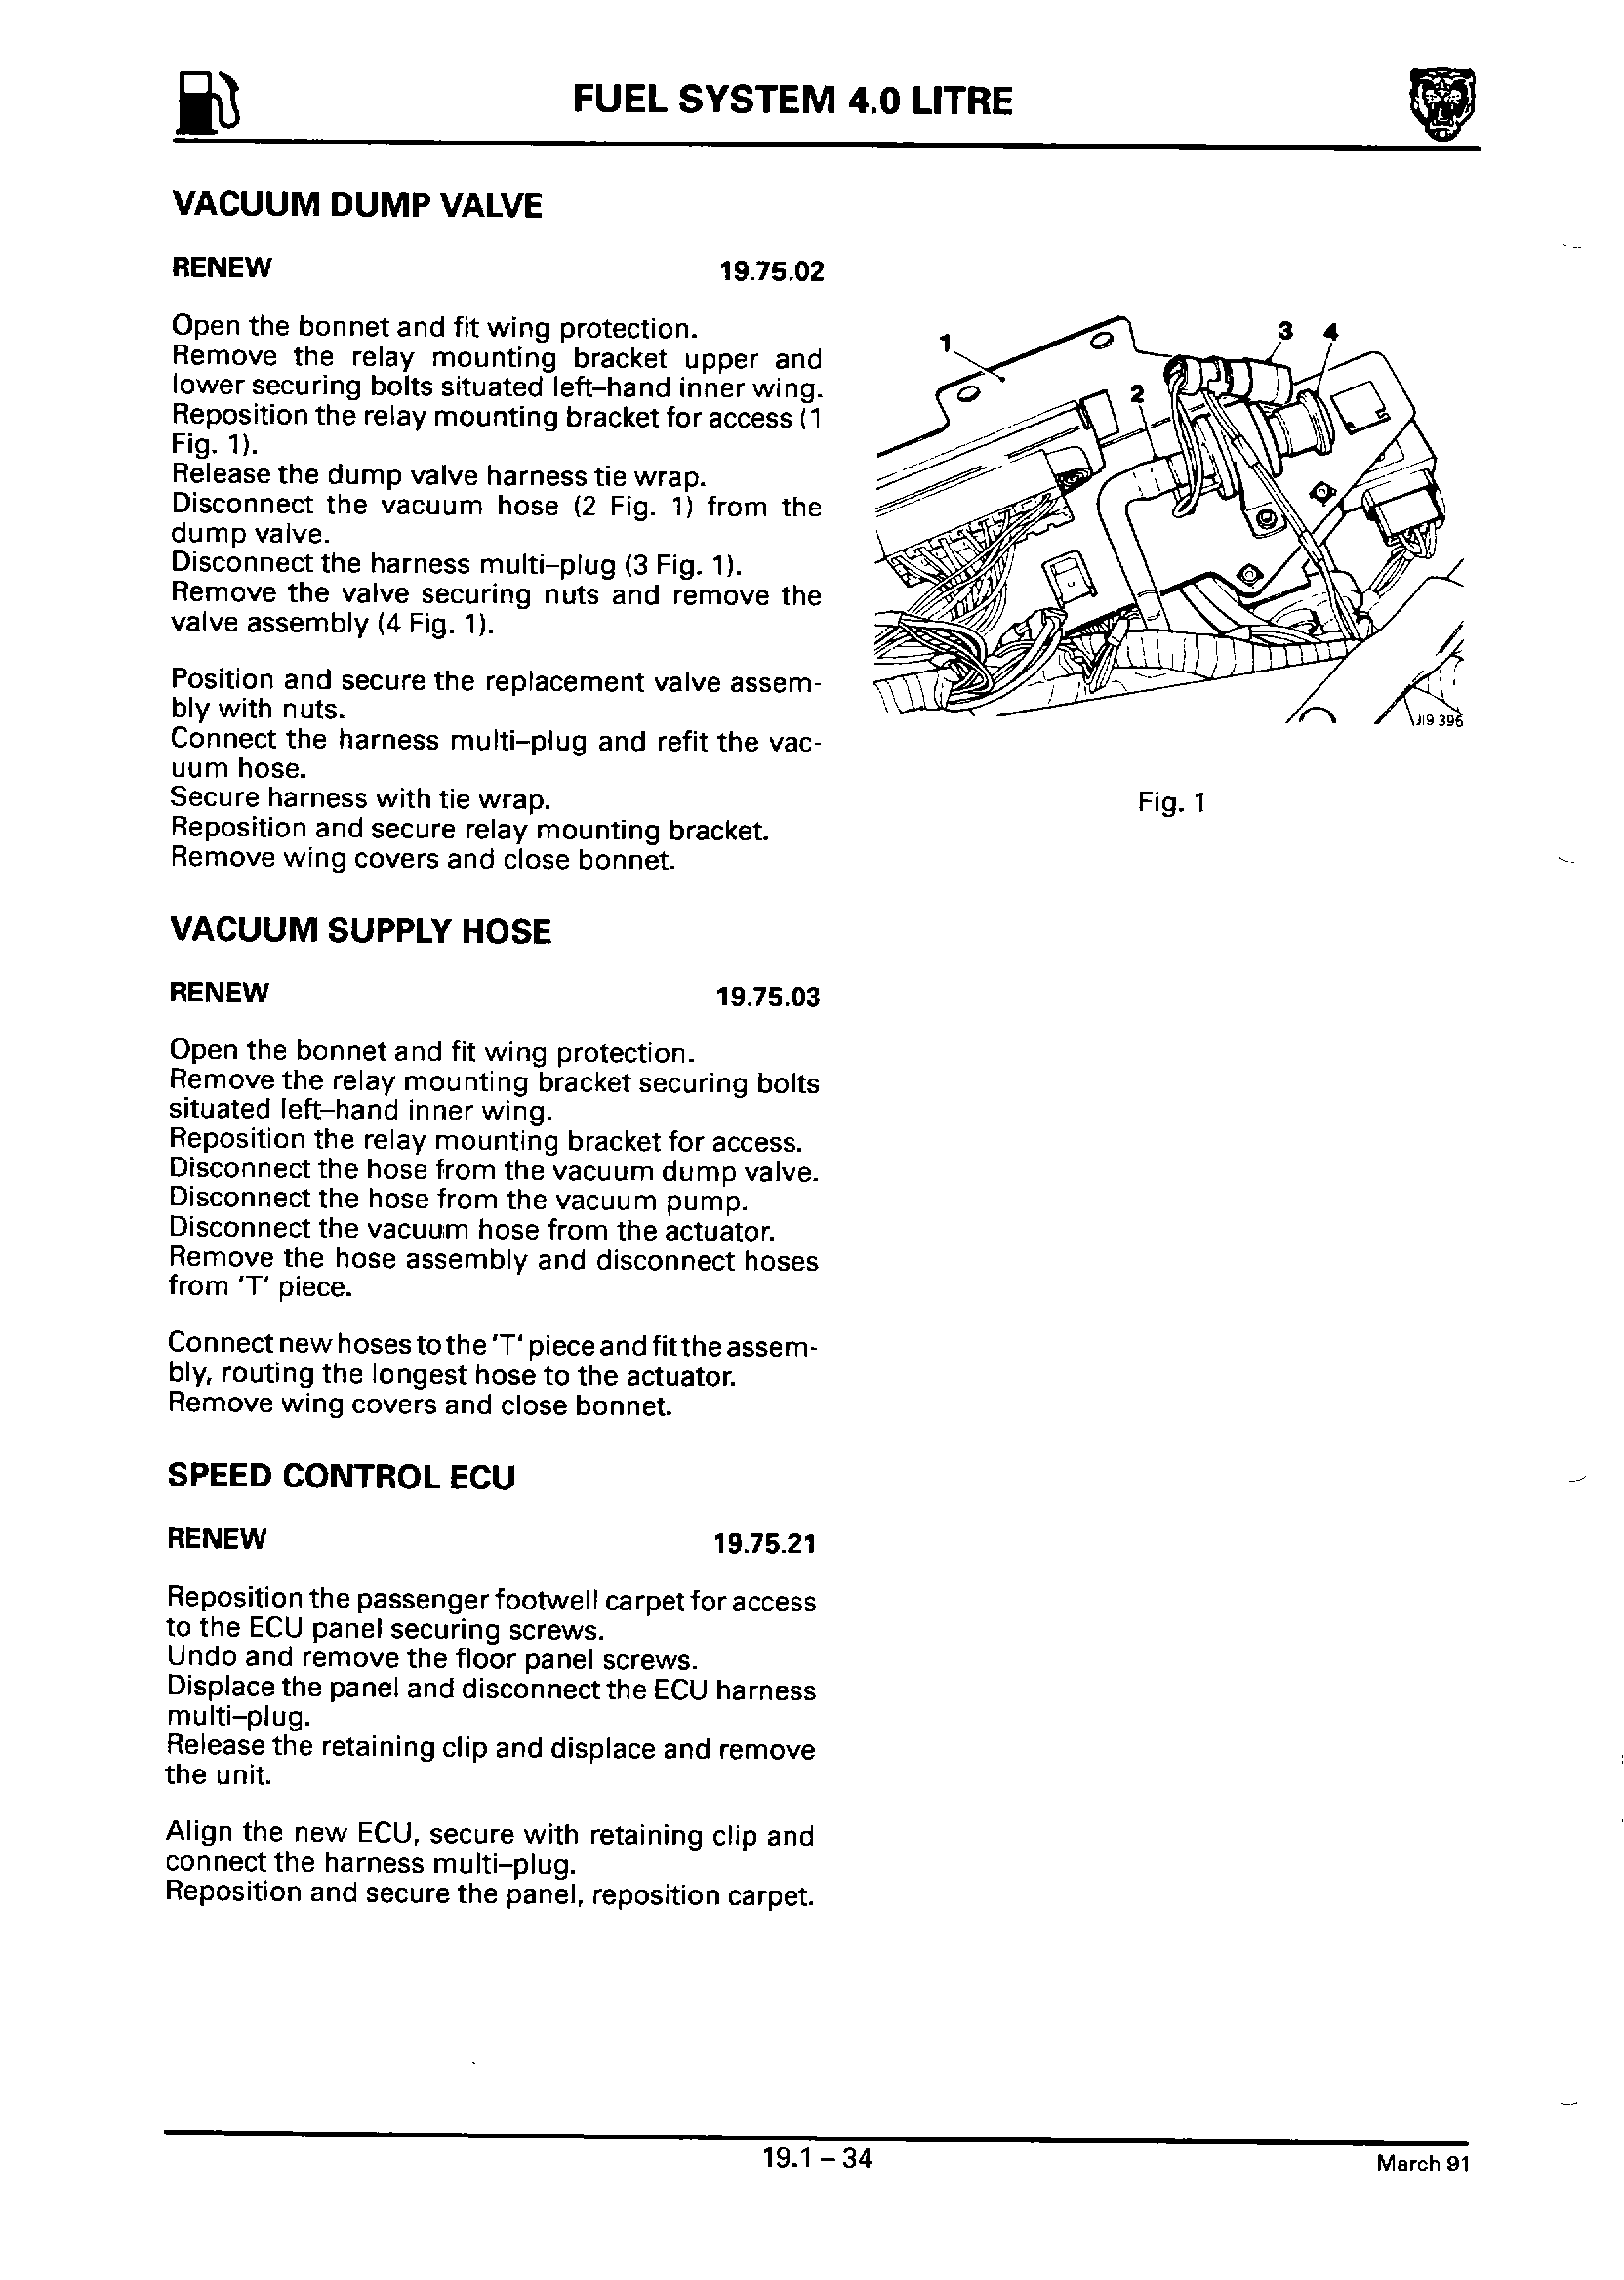 FUEL SYSTEM 4.0 LITRE
VACUUM DUMP VALVE
RENEW 19.75.02
Open the bonnet and fit wing protection.
Remove the relay mounting bracket upper and
lower securing bolts situated left–hand inner wing.
Reposition the relay mounting bracket for access (1
Fig. 1).
Release the dump valve harness tie wrap.
Disconnect the vacuum hose (2 Fig. 1) from the
dump valve.
Disconnect the harness multi–plug (3 Fig. 1).
Remove the valve securing nuts and remove the
valve assembly (4 Fig. 1).
Position and secure the replacement valve assem-
bly with nuts.
Connect the harness multi–plug and refit the vac-
uum hose.
Secure harness with tie wrap.
Reposition and secure relay mounting bracket.
Remove wing covers and close bonnet.
VACUUM SUPPLY HOSE
RENEW 19.75.03
Open the bonnet and fit wing protection.
Remove the relay mounting bracket securing bolts
situated left–hand inner wing.
Reposition the relay mounting bracket for access.
Disconnect the hose from the vacuum dump valve.
Disconnect the hose from the vacuum pump.
Disconnect the vacuum hose from the actuator.
Remove the hose assembly and disconnect hoses
from 'T' piece.
Connect new hoses to the 'T' piece and fit the assem-
bly, routing the longest hose to the actuator.
Remove wing covers and close bonnet.
SPEED CONTROL ECU
RENEW 19.75.21
Reposition the passenger footwell carpet for access
to the ECU panel securing screws.
Undo and remove the floor panel screws.
Displace the panel and disconnect the ECU harness
multi–plug.
Release the retaining clip and displace and remove
the unit.
Align the new ECU, secure with retaining clip and
connect the harness multi–plug.
Reposition and secure the panel, reposition carpet.
1
2
3 4
J19 396
Fig. 1
19.1 – 34
March 91